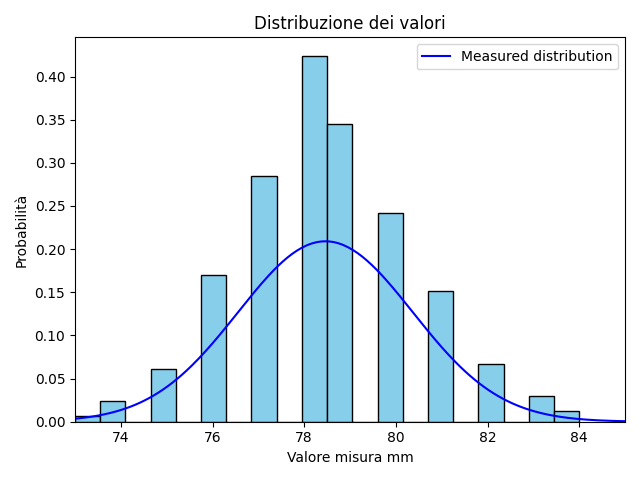 Distribuzione dei valori
Measured distribution
Probabilità
0.40
0.35
0.30
0.25
0.20
0.15
0.10
0.05
0.00
74 76 78 80 82 84
Valore misura mm